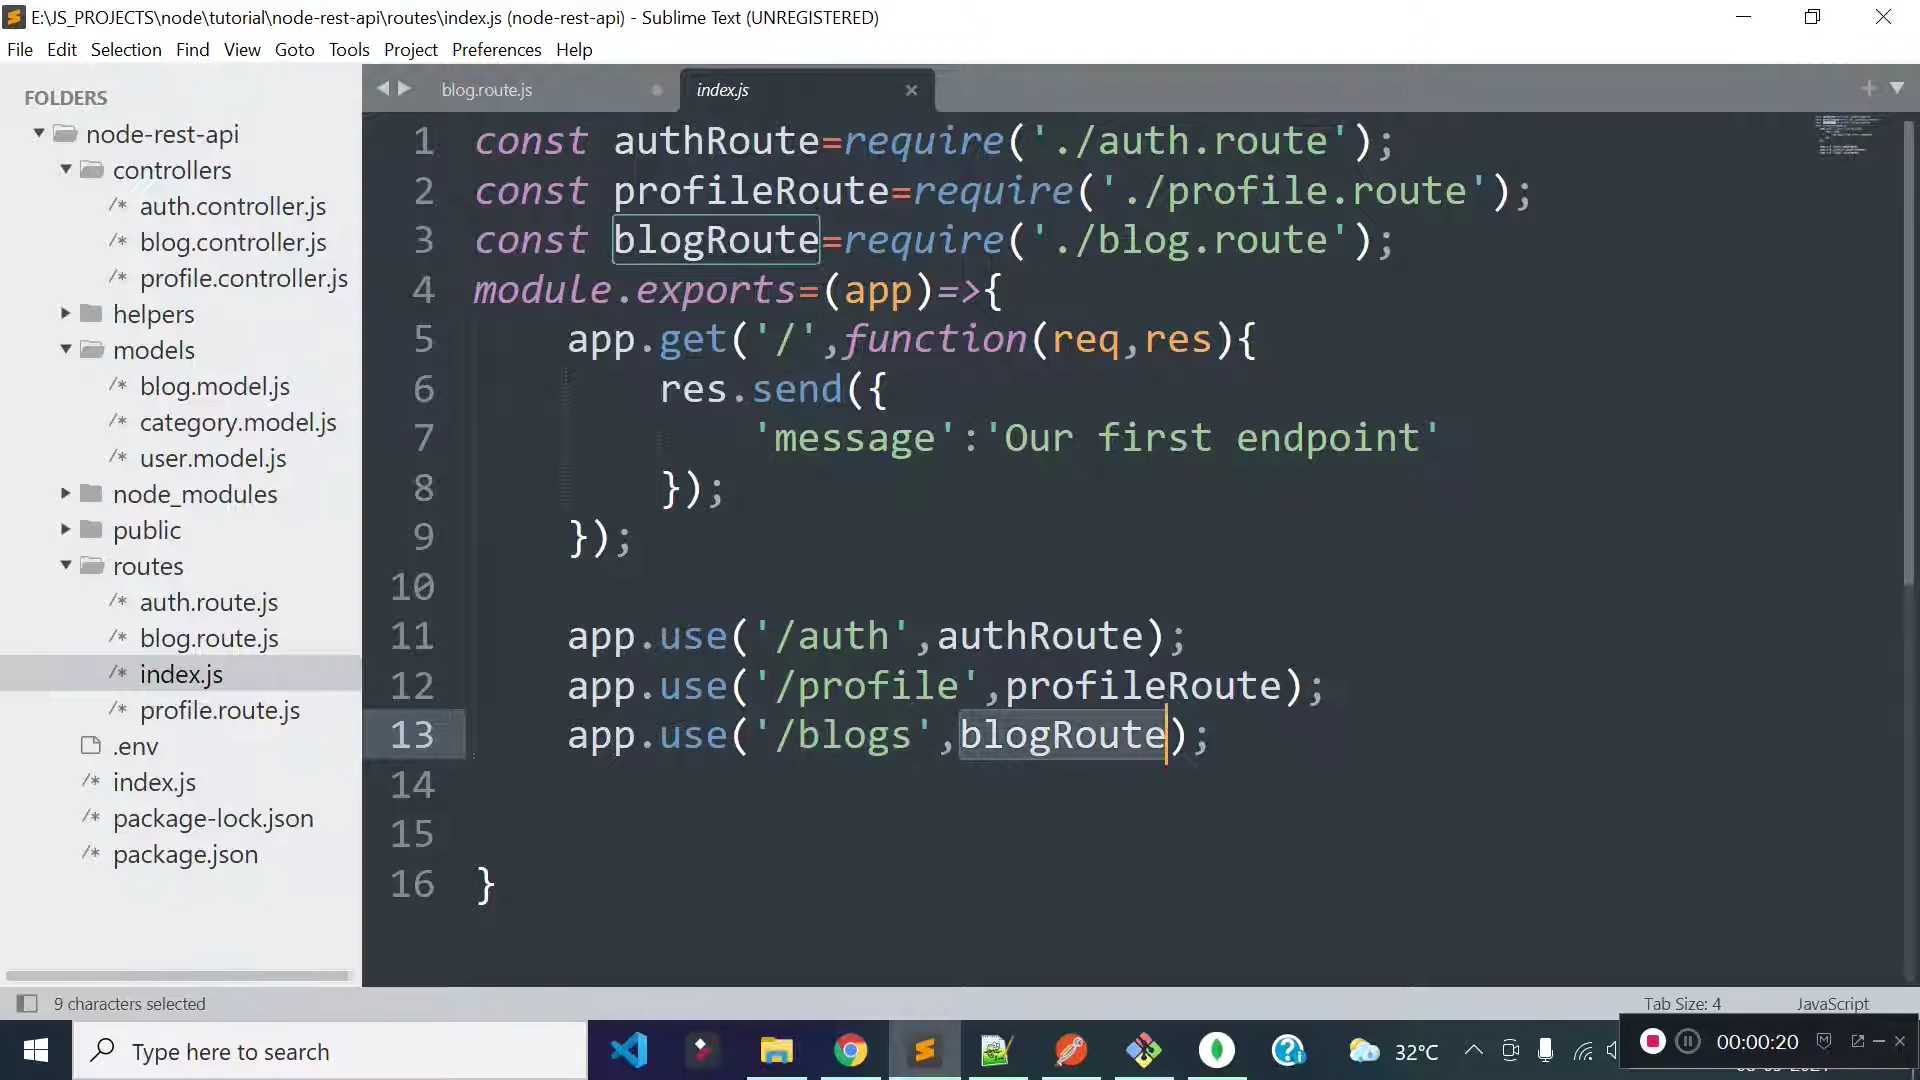 E:\JS_PROJECTS\node\tutorial\node-rest-api\routes\index.js (node-rest-api) - Sublime Text (UNREGISTERED)
File Edit Selection Find View Goto Tools Project Preferences Help
FOLDERS
node-rest-api
controllers
/* auth.controller.js
/* blog.controller.js
/* profile.controller.js
helpers
models
/* blog.model.js
/* category.model.js
/* user.model.js
node_modules
public
routes
/* auth.route.js
/* blog.route.js
/* index.js
/* profile.route.js
.env
/* index.js
/* package-lock.json
/* package.json
blog.route.js
index.js
1 const authRoute=require('./auth.route');
2 const profileRoute=require('./profile.route');
3 const blogRoute=require('./blog.route');
4 module.exports=(app)=>{
5 app.get('/',function(req,res){
6 res.send({
7 'message':'Our first endpoint'
8 });
9 });
10
11 app.use('/auth',authRoute);
12 app.use('/profile',profileRoute);
13 app.use('/blogs',blogRoute);
14
15
16 }
9 characters selected
Tab Size: 4
JavaScript
Type here to search
32°C
00:00:20